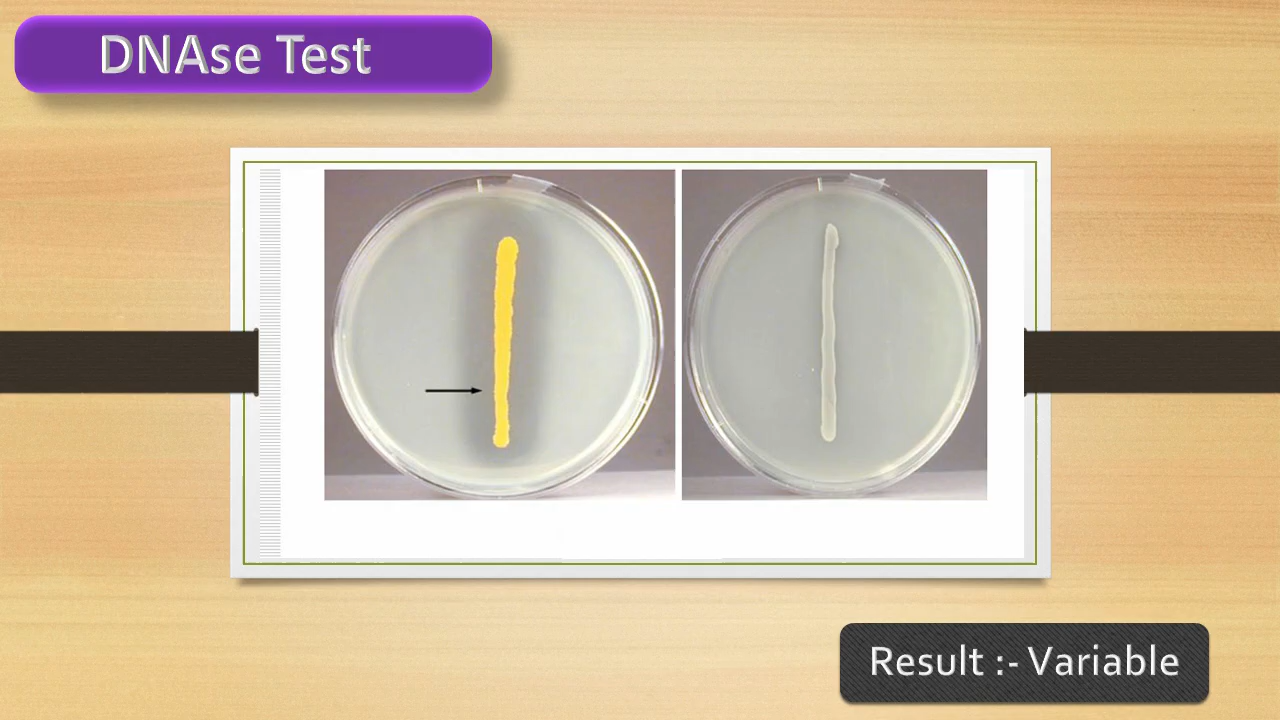 DNAse Test
Result :- Variable